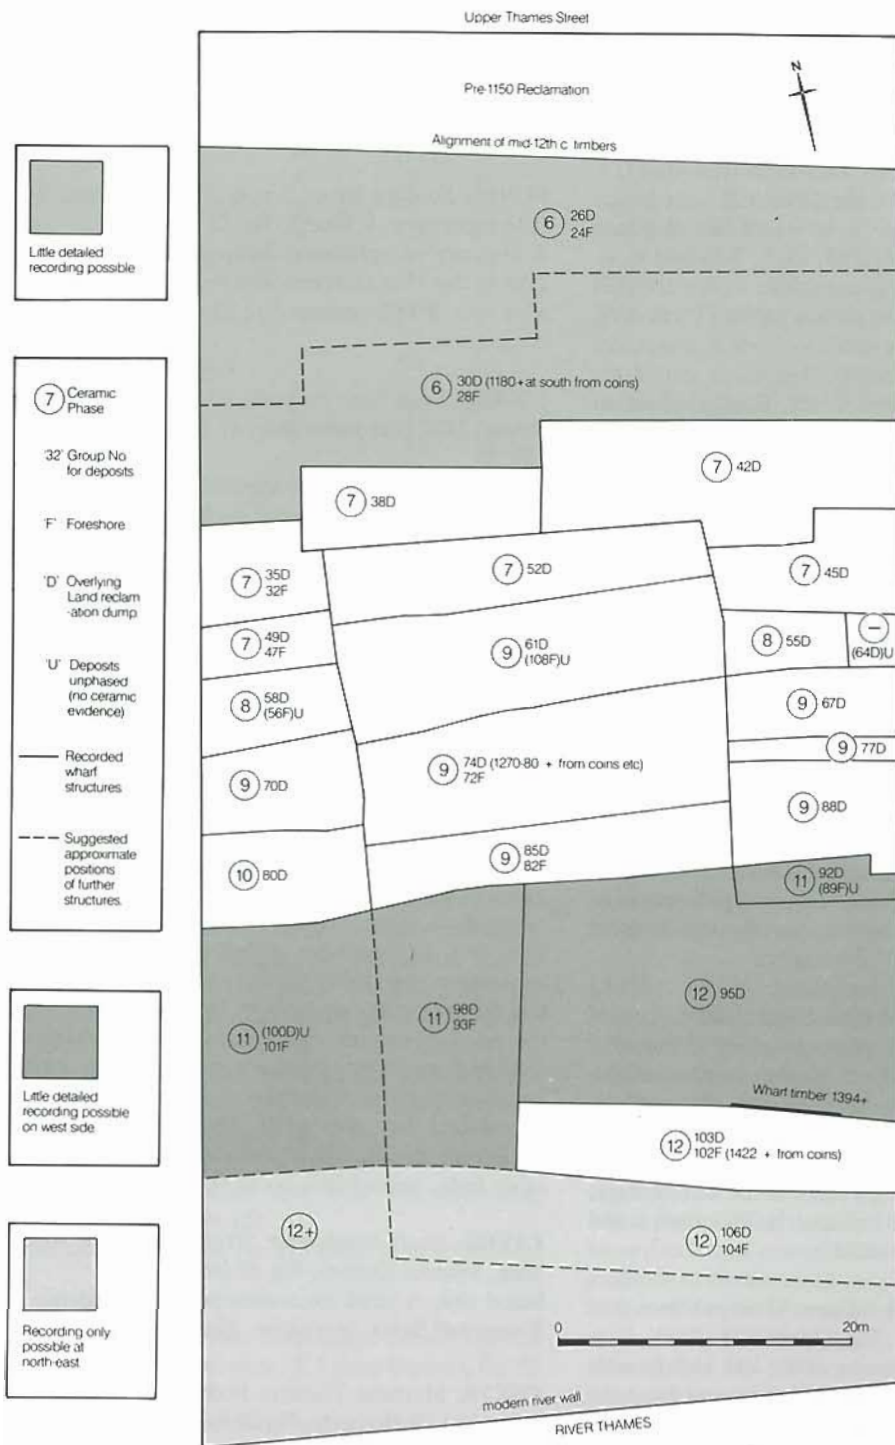 Upper Thames Street
Pre-1150 Reclamation
N
Alignment of mid-12th c. timbers
Little detailed
recording possible
6 26D
24F
6 30D (1180+at south from coins)
28F
7 Ceramic
Phase
'32' Group No
for deposits
'F' Foreshore
'D' Overlying
Land reclam
-ation dump
'U' Deposits
unphased
(no ceramic
evidence)
Recorded
wharf
structures
Suggested
approximate
positions
of further
structures.
7 42D
7 38D
7 35D
32F
7 52D
7 45D
7 49D
47F
9 61D
(108F)U
8 55D
–
(64D)U
8 58D
(56F)U
9 67D
9 77D
9 70D
9 74D (1270-80 + from coins etc)
72F
9 88D
10 80D
9 85D
82F
11 92D
(89F)U
11 (100D)U
101F
11 98D
93F
12 95D
Wharf timber 1394+
Little detailed
recording possible
on west side
12 103D
102F (1422 + from coins)
12+
12 106D
104F
Recording only
possible at
north-east
0 20m
modern river wall
RIVER THAMES